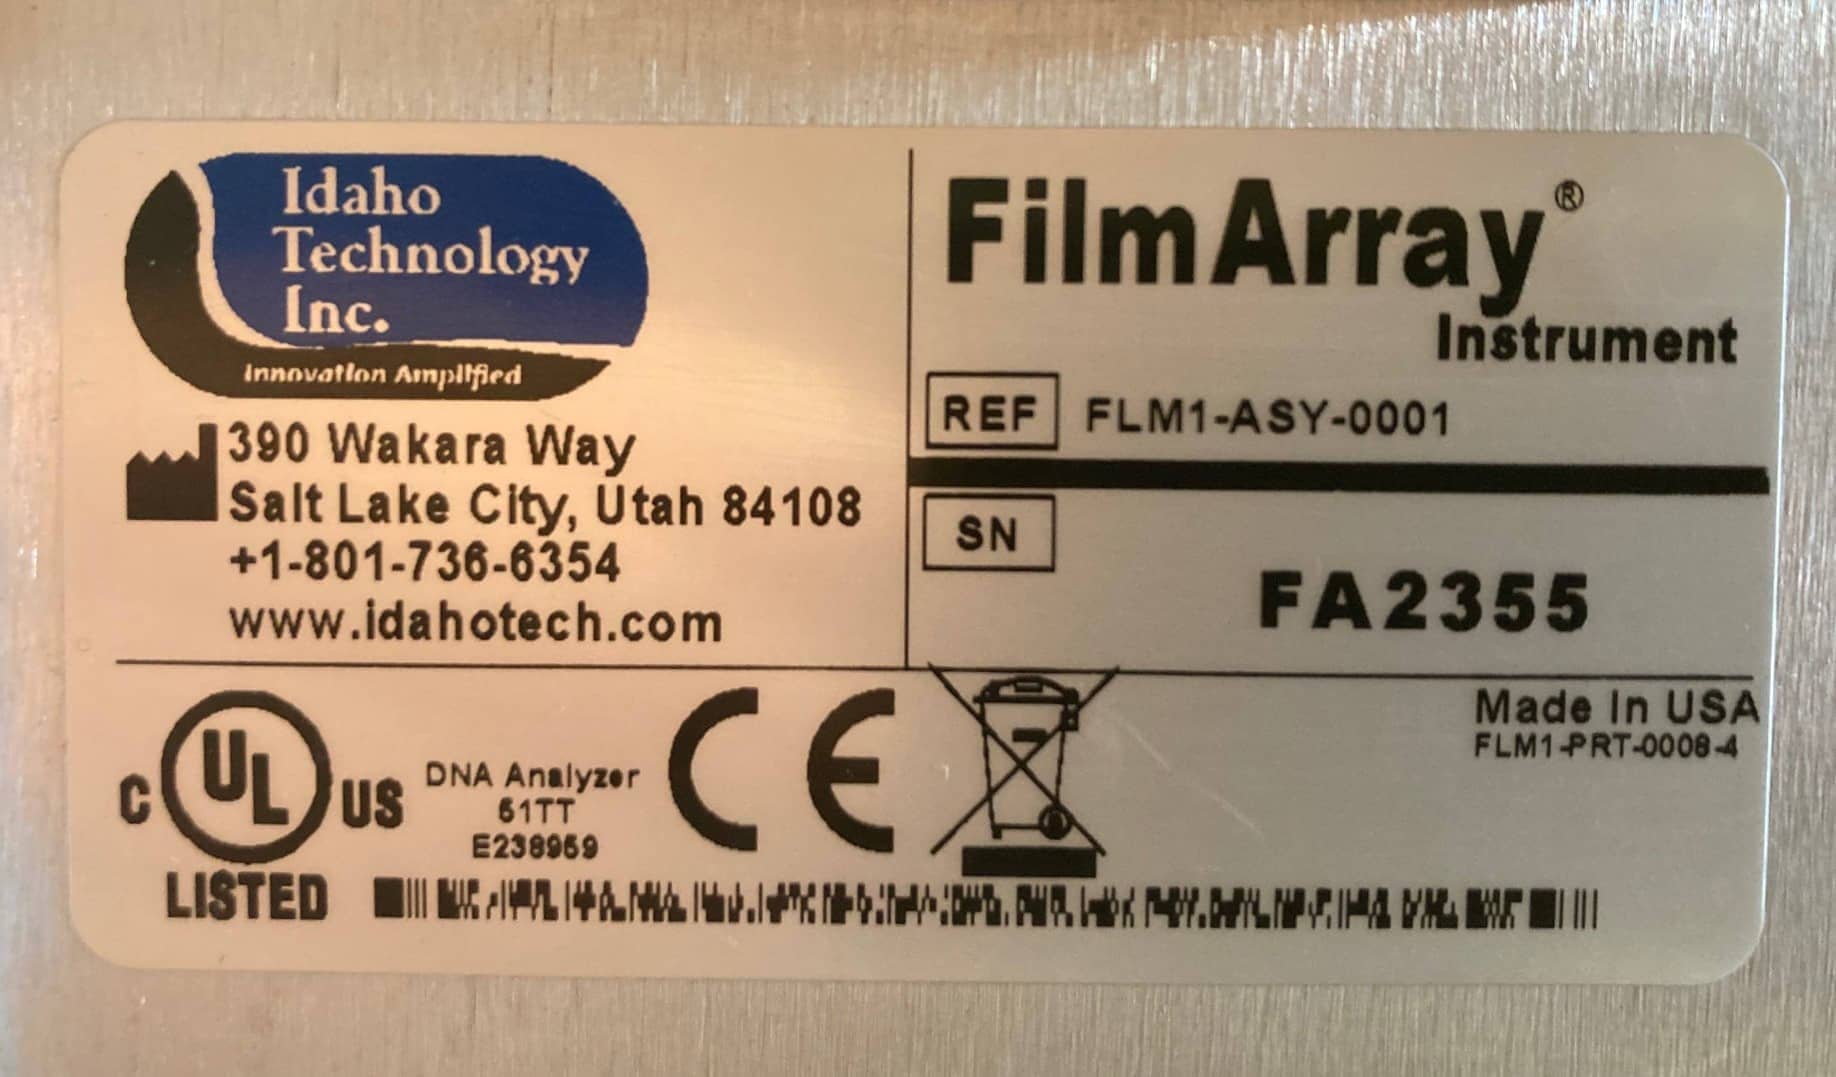 Idaho
Technology
Inc.
Innovation Amplified
390 Wakara Way
Salt Lake City, Utah 84108
+1-801-736-6354
www.idahotech.com
FilmArray®
Instrument
REF FLM1-ASY-0001
SN
FA2355
C UL US
LISTED
DNA Analyzer
51TT
E238959
CE
Made in USA
FLM1-PRT-0008-4